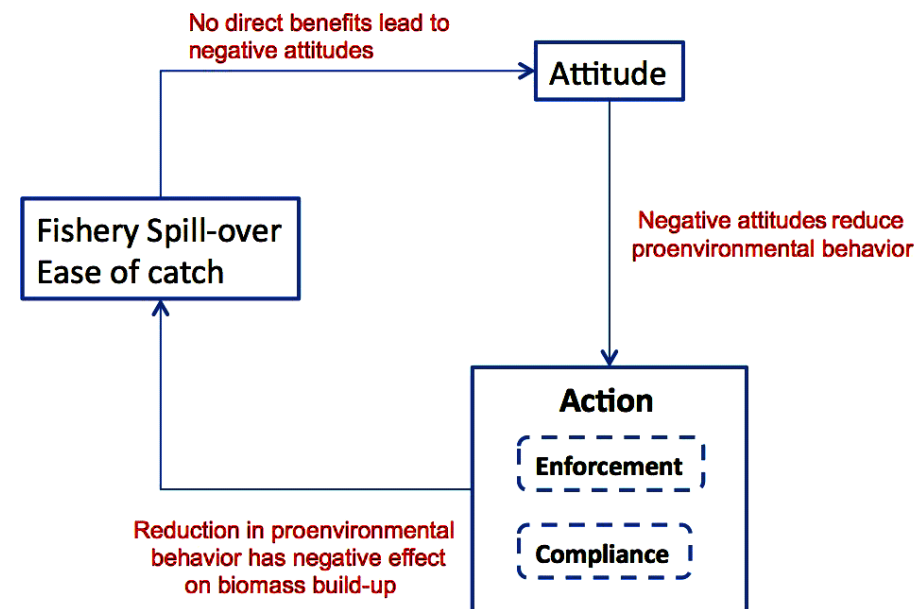 No direct benefits lead to
negative attitudes
Attitude
Fishery Spill-over
Ease of catch
Negative attitudes reduce
proenvironmental behavior
Action
Enforcement
Compliance
Reduction in proenvironmental
behavior has negative effect
on biomass build-up